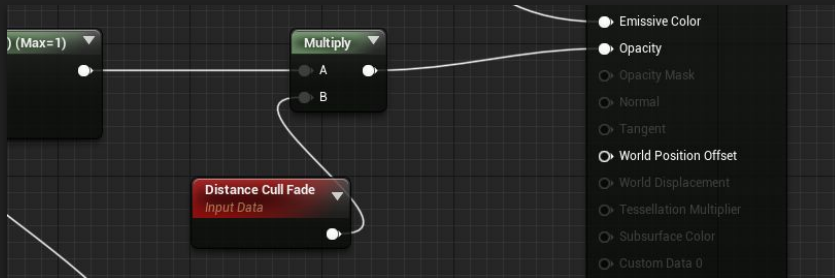 ) (Max=1)
Multiply
A
B
Distance Cull Fade
Input Data
Emissive Color
Opacity
Opacity Mask
Normal
Tangent
World Position Offset
World Displacement
Tessellation Multiplier
Subsurface Color
Custom Data 0